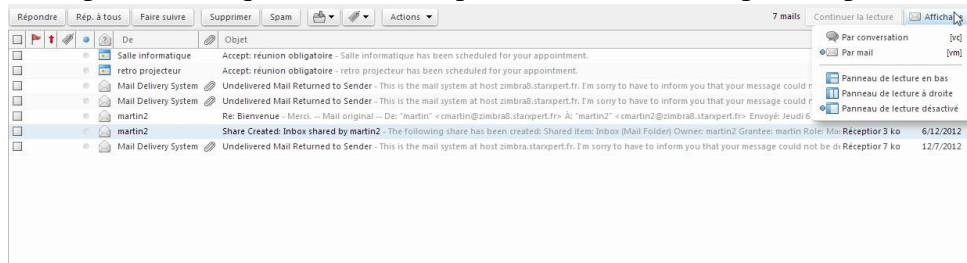 Répondre Rép. à tous Faire suivre Supprimer Spam Actions 7 mails Continuer la lecture Affichage
De Objet
Par conversation [vc]
Par mail [vm]
Panneau de lecture en bas
Panneau de lecture à droite
Panneau de lecture désactivé
Salle informatique Accept: réunion obligatoire - Salle informatique has been scheduled for your appointment.
retro projecteur Accept: réunion obligatoire - retro projecteur has been scheduled for your appointment.
Mail Delivery System Undelivered Mail Returned to Sender - This is the mail system at host zimbra8.starxpert.fr. I'm sorry to have to inform you that your message could r
Mail Delivery System Undelivered Mail Returned to Sender - This is the mail system at host zimbra8.starxpert.fr. I'm sorry to have to inform you that your message could r
martin2 Re: Bienvenue - Merci. -- Mail original -- De: "martin" <cmartin@zimbra8.starxpert.fr> À: "martin2" <cmartin2@zimbra8.starxpert.fr> Envoyé: Jeudi 6
martin2 Share Created: Inbox shared by martin2 - The following share has been created: Shared item: Inbox (Mail Folder) Owner: martin2 Grantee: martin Role: Mai Réceptior 3 ko 6/12/2012
Mail Delivery System Undelivered Mail Returned to Sender - This is the mail system at host zimbra.starxpert.fr. I'm sorry to have to inform you that your message could not be de Réceptior 7 ko 12/7/2012